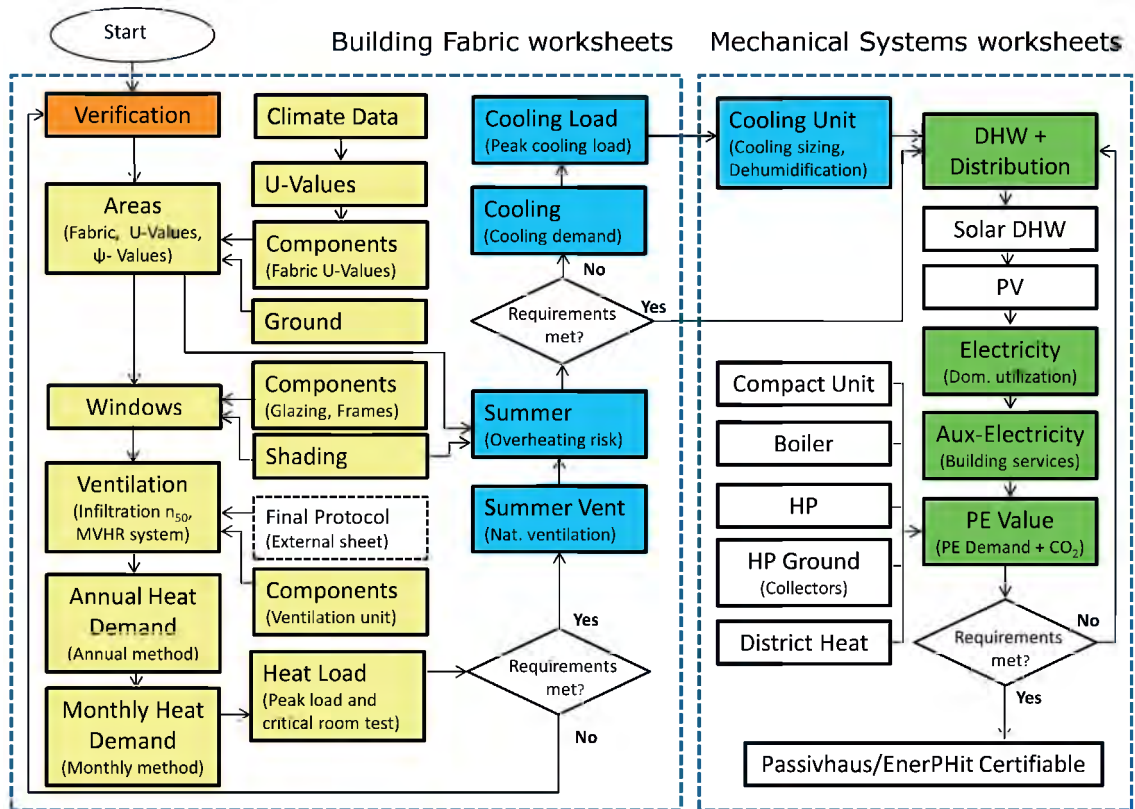 Start
Building Fabric worksheets
Mechanical Systems worksheets
Verification
Climate Data
U-Values
Areas
(Fabric, U-Values,
ψ- Values)
Components
(Fabric U-Values)
Ground
Windows
Components
(Glazing, Frames)
Shading
Ventilation
(Infiltration n₅₀,
MVHR system)
Final Protocol
(External sheet)
Components
(Ventilation unit)
Annual Heat
Demand
(Annual method)
Monthly Heat
Demand
(Monthly method)
Heat Load
(Peak load and
critical room test)
Requirements
met?
Yes
No
Summer Vent
(Nat. ventilation)
Summer
(Overheating risk)
Requirements
met?
No
Yes
Cooling
(Cooling demand)
Cooling Load
(Peak cooling load)
Cooling Unit
(Cooling sizing,
Dehumidification)
DHW +
Distribution
Solar DHW
PV
Electricity
(Dom. utilization)
Aux-Electricity
(Building services)
PE Value
(PE Demand + CO₂)
Compact Unit
Boiler
HP
HP Ground
(Collectors)
District Heat
Requirements
met?
No
Yes
Passivhaus/EnerPHit Certifiable